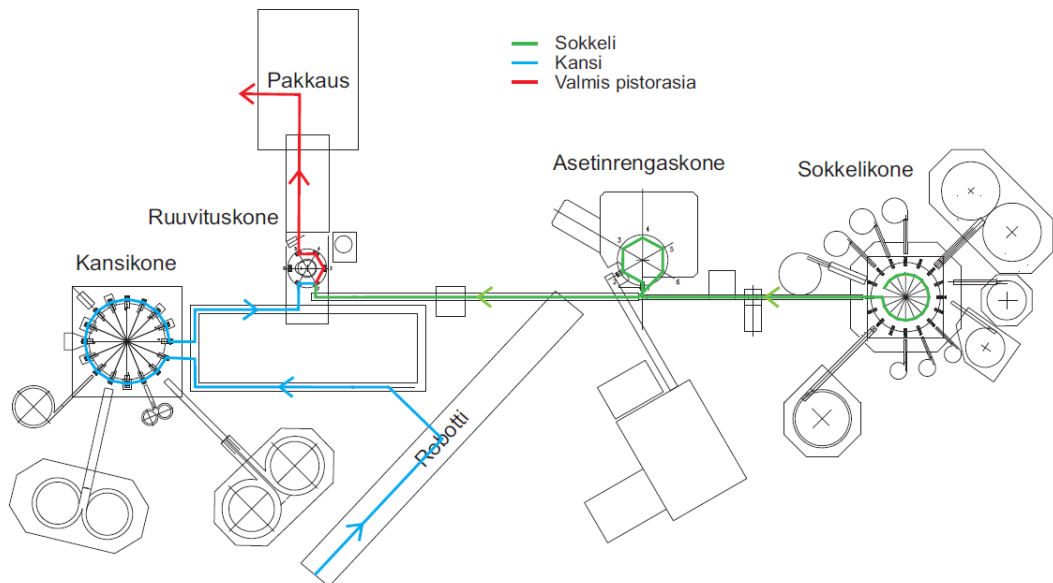 Sokkeli
Kansi
Valmis pistorasia
Pakkaus
Asetinrengaskone
Sokkelikone
Ruuvituskone
Kansikone
Robotti